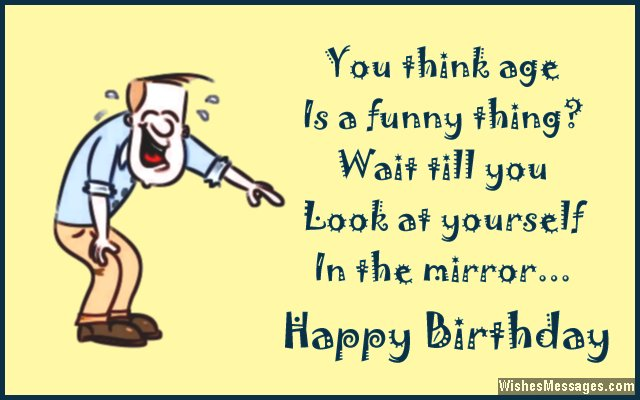 You think age
Is a funny thing?
Wait till you
Look at yourself
In the mirror...
Happy Birthday
WishesMessages.com